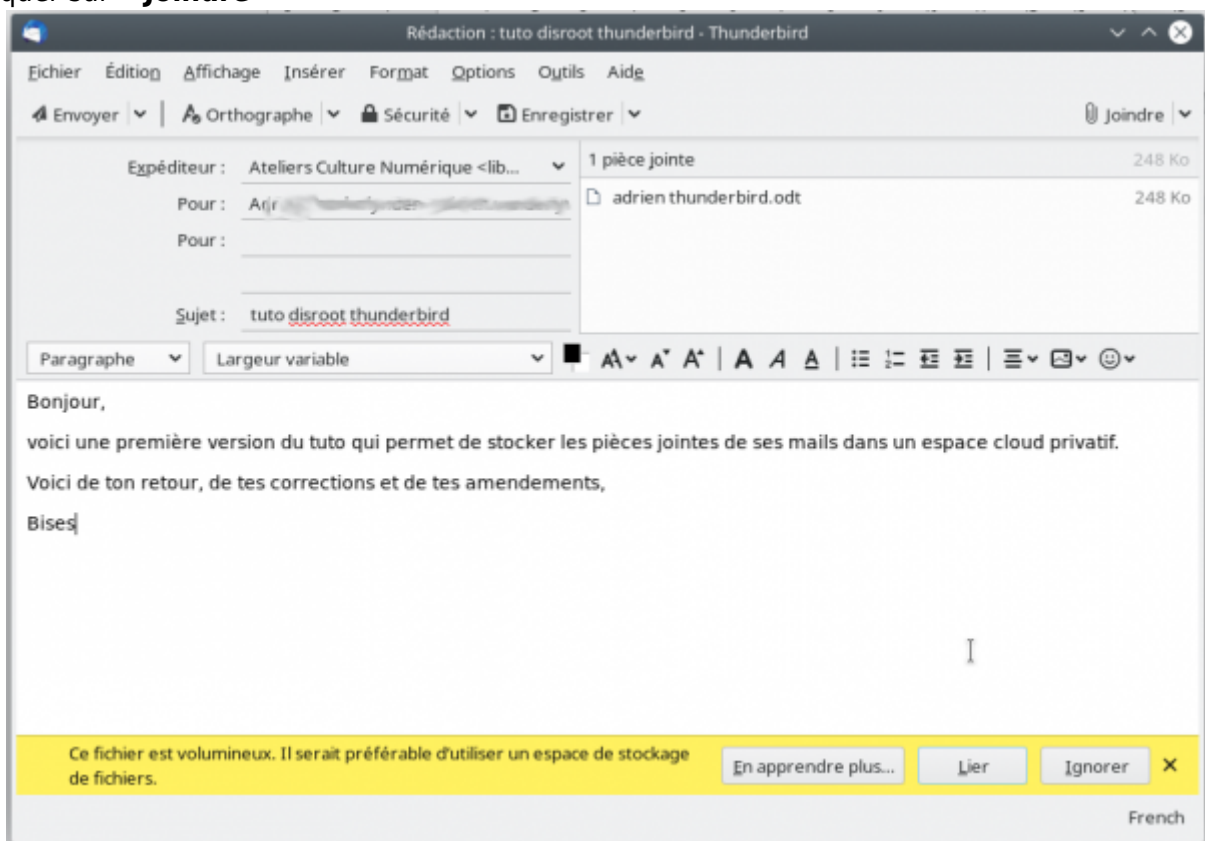 Joindre
Rédaction : tuto disroot thunderbird - Thunderbird
Fichier Édition Affichage Insérer Format Options Outils Aide
Envoyer Orthographe Sécurité Enregistrer Joindre
Expéditeur : Ateliers Culture Numérique <lib...
1 pièce jointe 248 Ko
Pour :
adrien thunderbird.odt 248 Ko
Pour :
Sujet : tuto disroot thunderbird
Paragraphe Largeur variable
Bonjour,
voici une première version du tuto qui permet de stocker les pièces jointes de ses mails dans un espace cloud privatif.
Voici de ton retour, de tes corrections et de tes amendements,
Bises
Ce fichier est volumineux. Il serait préférable d'utiliser un espace de stockage
de fichiers.
En apprendre plus... Lier Ignorer
French